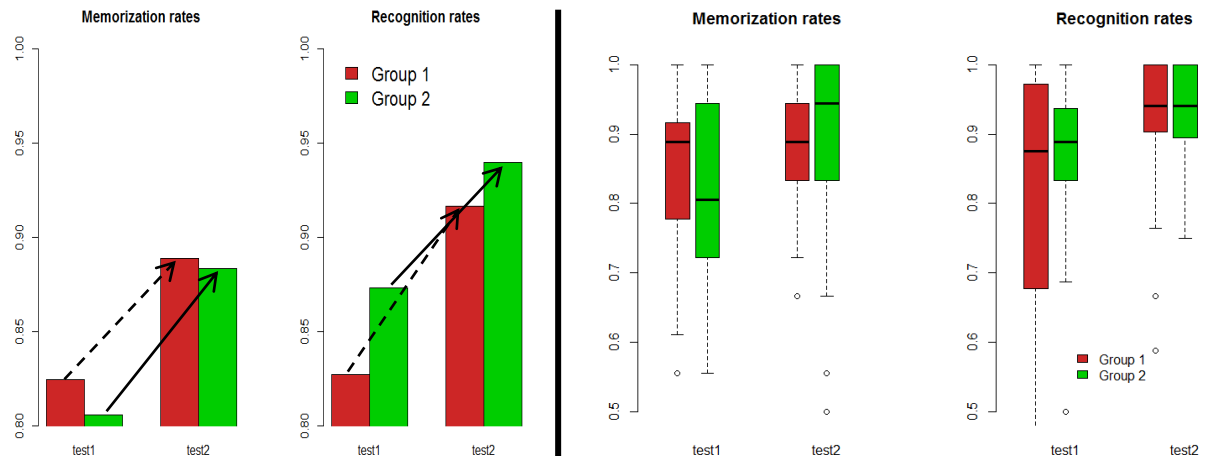 Memorization rates
1.00
0.95
0.90
0.85
0.80
test1
test2
Recognition rates
1.00
0.95
0.90
0.85
0.80
Group 1
Group 2
test1
test2
Memorization rates
1.0
0.9
0.8
0.7
0.6
0.5
test1
test2
Recognition rates
1.0
0.9
0.8
0.7
0.6
0.5
Group 1
Group 2
test1
test2